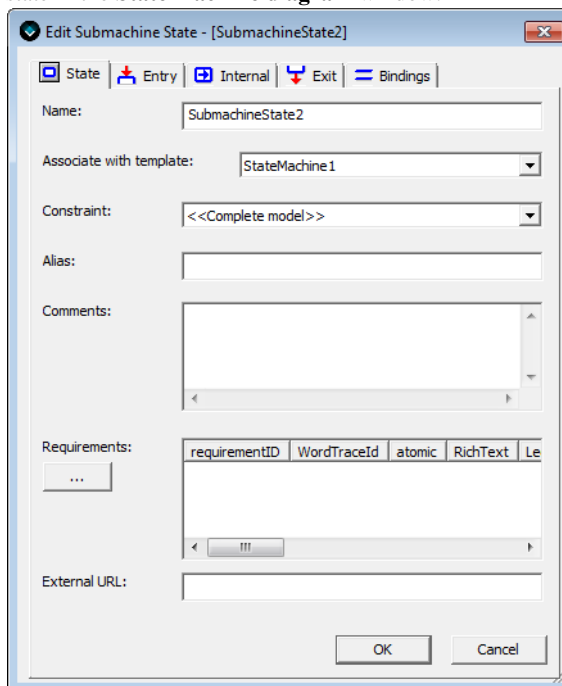 Edit Submachine State - [SubmachineState2]
State Entry Internal Exit Bindings
Name: SubmachineState2
Associate with template: StateMachine1
Constraint: <<Complete model>>
Alias:
Comments:
Requirements: requirementID WordTraceId atomic RichText Le
...
External URL:
OK Cancel